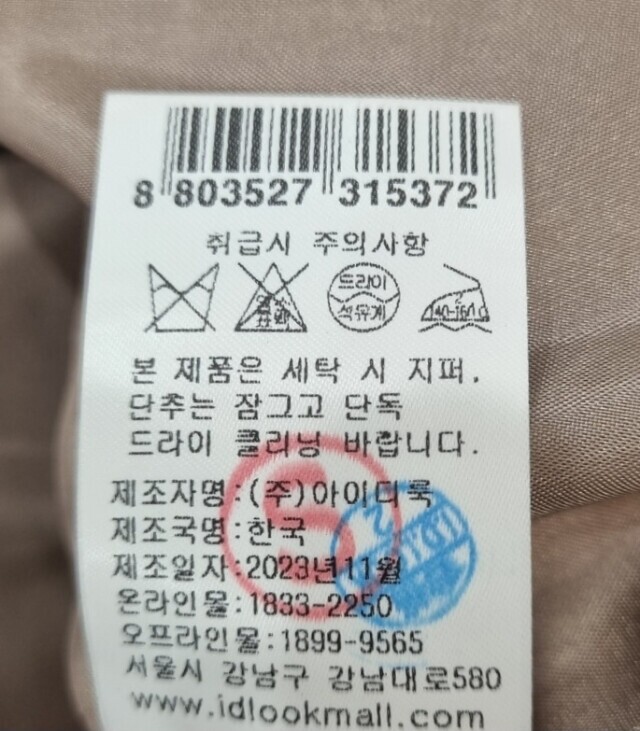 8 803527 315372
취급시 주의사항
드라이
석유계
140-160℃
본 제품은 세탁 시 지퍼,
단추는 잠그고 단독
드라이 클리닝 바랍니다.
제조자명:(주)아이디룩
제조국명:한국
제조일자:2023년11월
온라인몰:1833-2250
오프라인몰:1899-9565
서울시 강남구 강남대로580
www.idlookmall.com